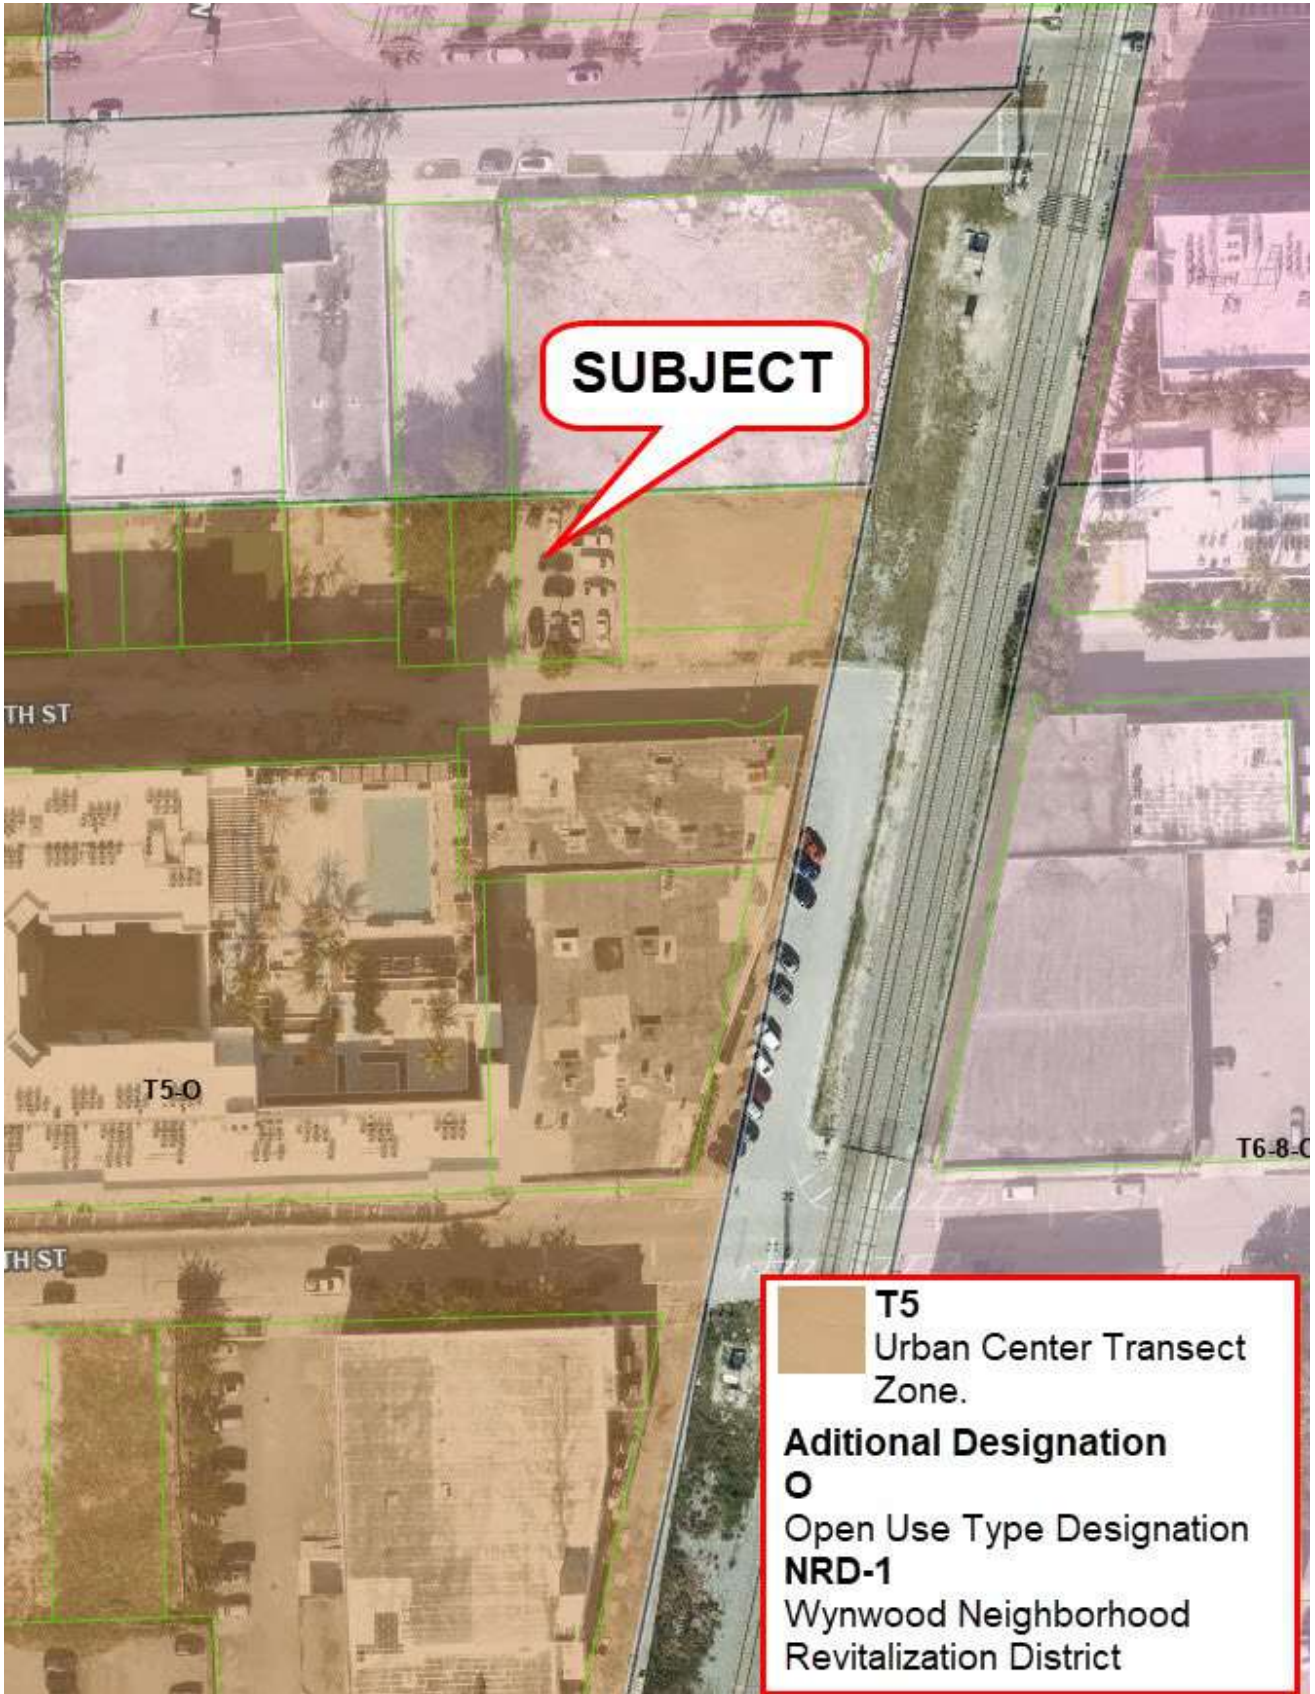 SUBJECT
TH ST
T5-O
T6-8-O
TH ST
T5
Urban Center Transect
Zone.
Aditional Designation
O
Open Use Type Designation
NRD-1
Wynwood Neighborhood
Revitalization District